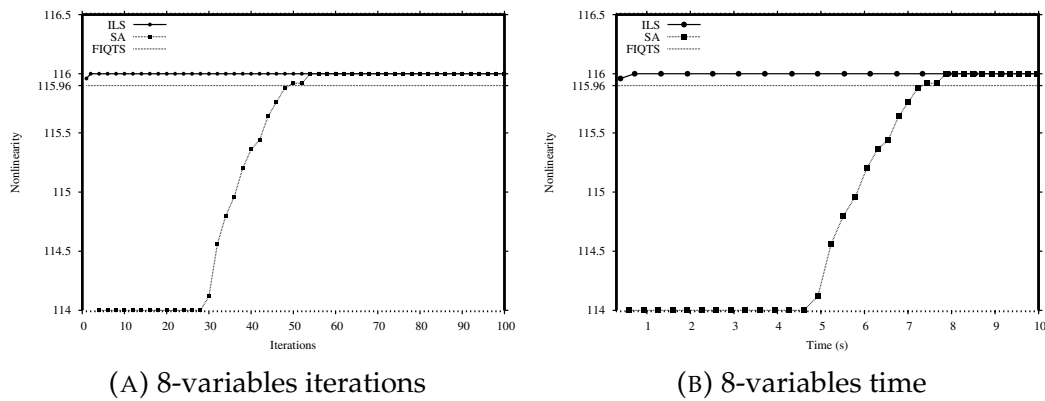 116.5
ILS
SA
FIQTS
116
115.96
115.5
115
114.5
114
Nonlinearity
0 10 20 30 40 50 60 70 80 90 100
Iterations
(A) 8-variables iterations
116.5
ILS
SA
FIQTS
116
115.96
115.5
115
114.5
114
Nonlinearity
1 2 3 4 5 6 7 8 9 10
Time (s)
(B) 8-variables time